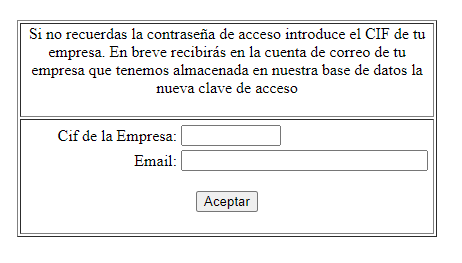 Si no recuerdas la contraseña de acceso introduce el CIF de tu
empresa. En breve recibirás en la cuenta de correo de tu
empresa que tenemos almacenada en nuestra base de datos la
nueva clave de acceso
Cif de la Empresa:
Email:
Aceptar